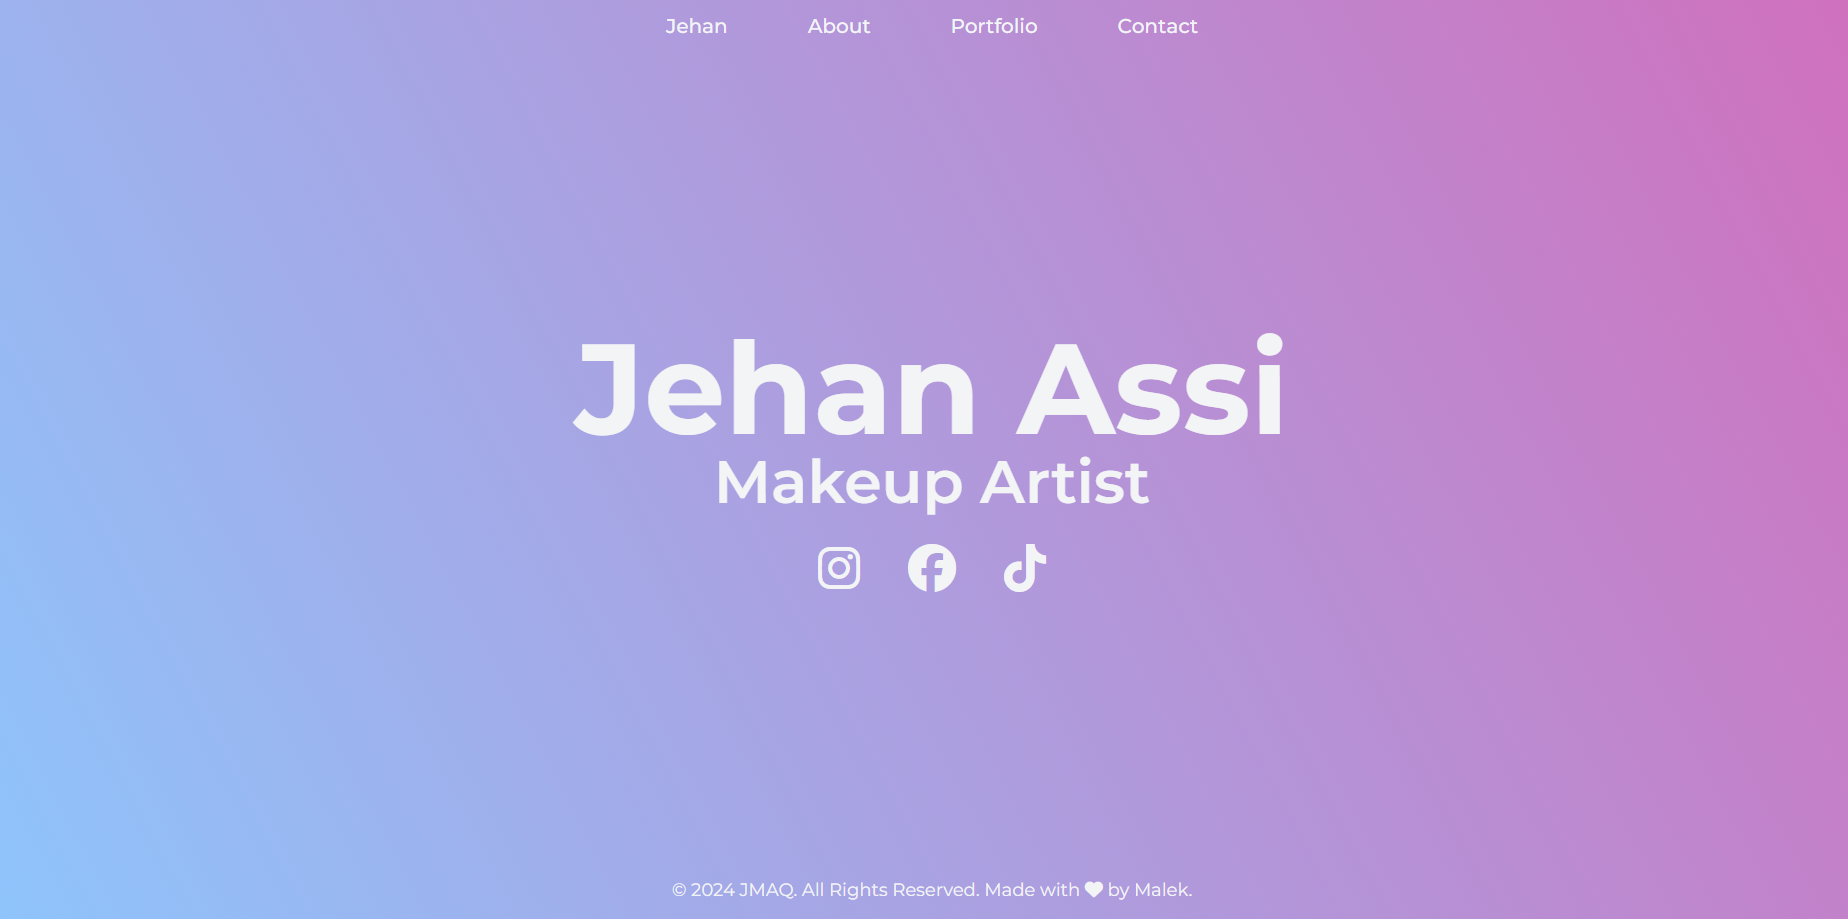 Jehan About Portfolio Contact
Jehan Assi
Makeup Artist
© 2024 JMAQ. All Rights Reserved. Made with ♥ by Malek.